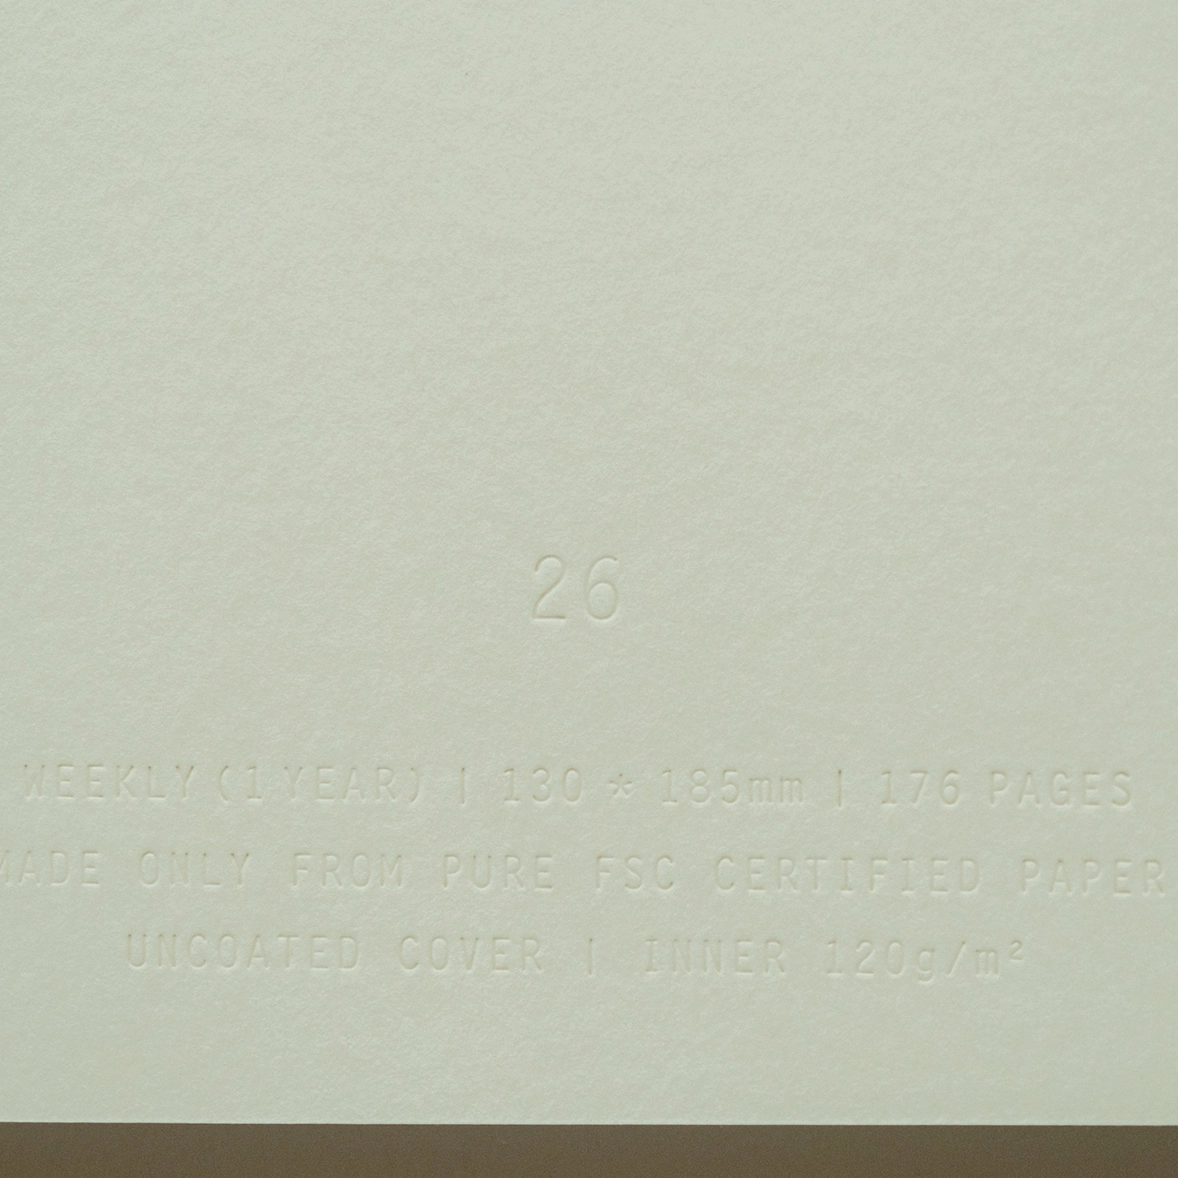 26
WEEKLY (1 YEAR) | 130 * 185mm | 176 PAGES
MADE ONLY FROM PURE FSC CERTIFIED PAPER
UNCOATED COVER | INNER 120g/m²